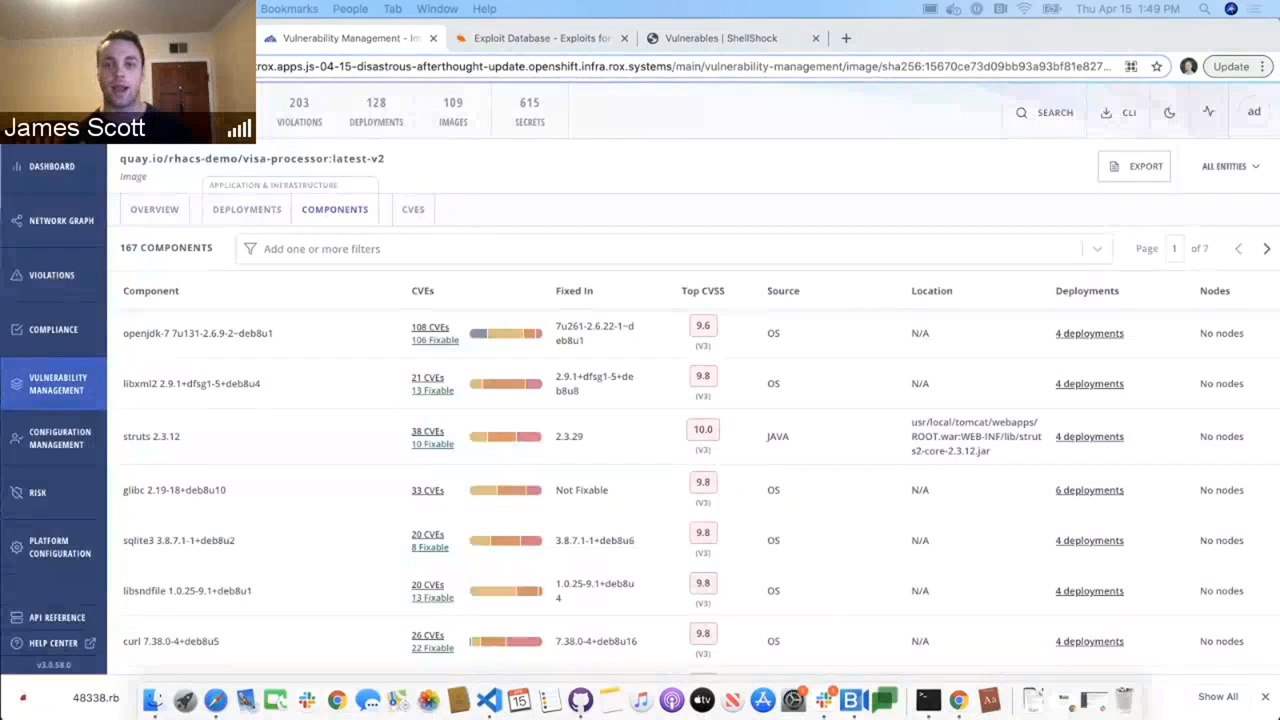 Bookmarks People Tab Window Help Thu Apr 15 1:49 PM
Vulnerability Management - Im Exploit Database - Exploits for Vulnerables | ShellShock
rox.apps.js-04-15-disastrous-afterthought-update.openshift.infra.rox.systems/main/vulnerability-management/image/sha256:15670ce73d09bb93a93bf81e827... Update
James Scott
203 128 109 615
VIOLATIONS DEPLOYMENTS IMAGES SECRETS
SEARCH CLI ad
quay.io/rhacs-demo/visa-processor:latest-v2
Image
EXPORT ALL ENTITIES
APPLICATION & INFRASTRUCTURE
OVERVIEW DEPLOYMENTS COMPONENTS CVES
167 COMPONENTS Add one or more filters Page 1 of 7
DASHBOARD
NETWORK GRAPH
VIOLATIONS
COMPLIANCE
VULNERABILITY
MANAGEMENT
CONFIGURATION
MANAGEMENT
RISK
PLATFORM
CONFIGURATION
API REFERENCE
HELP CENTER
v3.0.58.0
Component CVEs Fixed In Top CVSS Source Location Deployments Nodes
openjdk-7 7u131-2.6.9-2~deb8u1 108 CVEs 106 Fixable 7u261-2.6.22-1~deb8u1 9.6 (V3) OS N/A 4 deployments No nodes
libxml2 2.9.1+dfsg1-5+deb8u4 21 CVEs 13 Fixable 2.9.1+dfsg1-5+deb8u8 9.8 (V3) OS N/A 4 deployments No nodes
struts 2.3.12 38 CVEs 10 Fixable 2.3.29 10.0 (V3) JAVA usr/local/tomcat/webapps/ROOT.war:WEB-INF/lib/struts2-core-2.3.12.jar 4 deployments No nodes
glibc 2.19-18+deb8u10 33 CVEs Not Fixable 9.8 (V3) OS N/A 6 deployments No nodes
sqlite3 3.8.7.1-1+deb8u2 20 CVEs 8 Fixable 3.8.7.1-1+deb8u6 9.8 (V3) OS N/A 4 deployments No nodes
libsndfile 1.0.25-9.1+deb8u1 20 CVEs 13 Fixable 1.0.25-9.1+deb8u4 9.8 (V3) OS N/A 4 deployments No nodes
curl 7.38.0-4+deb8u5 26 CVEs 22 Fixable 7.38.0-4+deb8u16 9.8 (V3) OS N/A 4 deployments No nodes
48338.rb 15 tv Show All